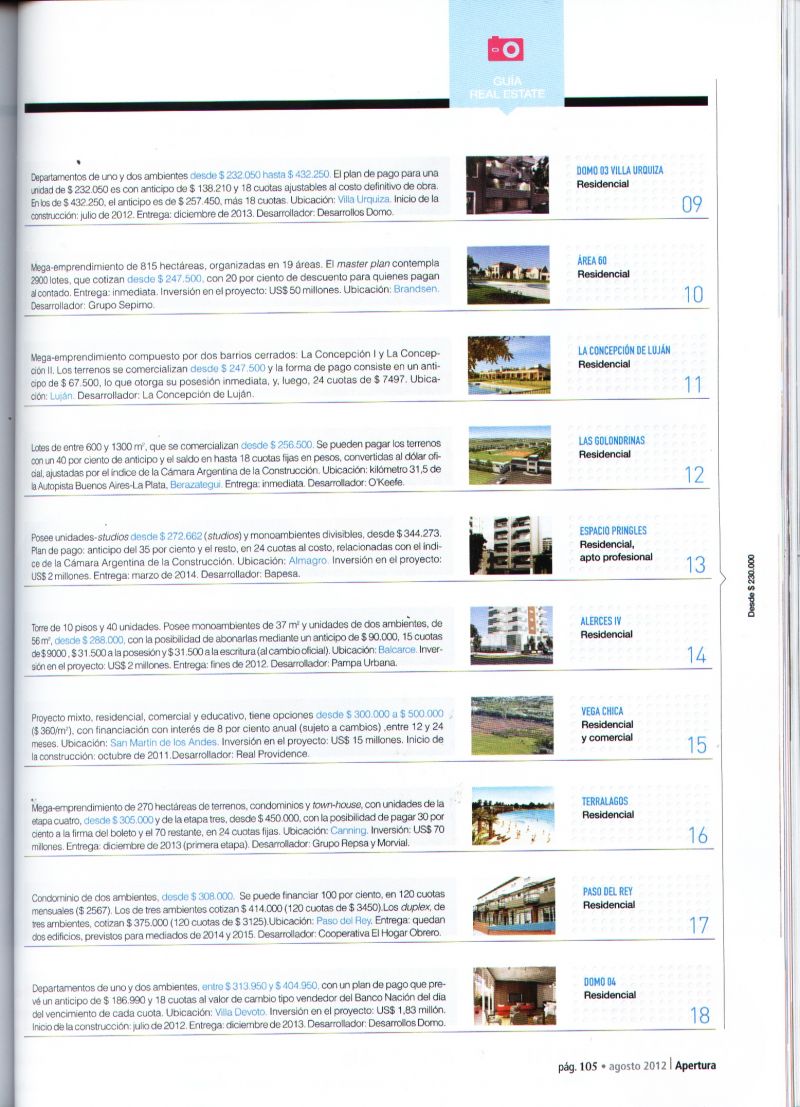 GUÍA
REAL ESTATE
Departamentos de uno y dos ambientes desde $ 232.050 hasta $ 432.250. El plan de pago para una
unidad de $ 232.050 es con anticipo de $ 138.210 y 18 cuotas ajustables al costo definitivo de obra.
En los de $ 432.250, el anticipo es de $ 257.450, más 18 cuotas. Ubicación: Villa Urquiza. Inicio de la
construcción: julio de 2012. Entrega: diciembre de 2013. Desarrollador: Desarrollos Domo.
DOMO 03 VILLA URQUIZA
Residencial
09
Mega-emprendimiento de 815 hectáreas, organizadas en 19 áreas. El master plan contempla
2900 lotes, que cotizan desde $ 247.500, con 20 por ciento de descuento para quienes pagan
al contado. Entrega: inmediata. Inversión en el proyecto: US$ 50 millones. Ubicación: Brandsen.
Desarrollador: Grupo Sepimo.
ÁREA 60
Residencial
10
Mega-emprendimiento compuesto por dos barrios cerrados: La Concepción I y La Concep-
ción II. Los terrenos se comercializan desde $ 247.500 y la forma de pago consiste en un anti-
cipo de $ 67.500, lo que otorga su posesión inmediata, y, luego, 24 cuotas de $ 7497. Ubica-
ción: Luján. Desarrollador: La Concepción de Luján.
LA CONCEPCIÓN DE LUJÁN
Residencial
11
Lotes de entre 600 y 1300 m², que se comercializan desde $ 256.500. Se pueden pagar los terrenos
con un 40 por ciento de anticipo y el saldo en hasta 18 cuotas fijas en pesos, convertidas al dólar ofi-
cial, ajustadas por el índice de la Cámara Argentina de la Construcción. Ubicación: kilómetro 31,5 de
la Autopista Buenos Aires-La Plata, Berazategui. Entrega: inmediata. Desarrollador: O'Keefe.
LAS GOLONDRINAS
Residencial
12
Posee unidades-studios desde $ 272.662 (studios) y monoambientes divisibles, desde $ 344.273.
Plan de pago: anticipo del 35 por ciento y el resto, en 24 cuotas al costo, relacionadas con el índi-
ce de la Cámara Argentina de la Construcción. Ubicación: Almagro. Inversión en el proyecto:
US$ 2 millones. Entrega: marzo de 2014. Desarrollador: Bapesa.
ESPACIO PRINGLES
Residencial,
apto profesional
13
Desde $ 230.000
Torre de 10 pisos y 40 unidades. Posee monoambientes de 37 m² y unidades de dos ambientes, de
56 m², desde $ 288.000, con la posibilidad de abonarlas mediante un anticipo de $ 90.000, 15 cuotas
de $ 9000, $ 31.500 a la posesión y $ 31.500 a la escritura (al cambio oficial). Ubicación: Balcarce. Inver-
sión en el proyecto: US$ 2 millones. Entrega: fines de 2012. Desarrollador: Pampa Urbana.
ALERCES IV
Residencial
14
Proyecto mixto, residencial, comercial y educativo, tiene opciones desde $ 300.000 a $ 500.000
($ 360/m²), con financiación con interés de 8 por ciento anual (sujeto a cambios) ,entre 12 y 24
meses. Ubicación: San Martín de los Andes. Inversión en el proyecto: US$ 15 millones. Inicio de
la construcción: octubre de 2011.Desarrollador: Real Providence.
VEGA CHICA
Residencial
y comercial
15
Mega-emprendimiento de 270 hectáreas de terrenos, condominios y town-house, con unidades de la
etapa cuatro, desde $ 305.000 y de la etapa tres, desde $ 450.000, con la posibilidad de pagar 30 por
ciento a la firma del boleto y el 70 restante, en 24 cuotas fijas. Ubicación: Canning. Inversión: US$ 70
millones. Entrega: diciembre de 2013 (primera etapa). Desarrollador: Grupo Repsa y Morvial.
TERRALAGOS
Residencial
16
Condominio de dos ambientes, desde $ 308.000. Se puede financiar 100 por ciento, en 120 cuotas
mensuales ($ 2567). Los de tres ambientes cotizan $ 414.000 (120 cuotas de $ 3450).Los duplex, de
tres ambientes, cotizan $ 375.000 (120 cuotas de $ 3125).Ubicación: Paso del Rey. Entrega: quedan
dos edificios, previstos para mediados de 2014 y 2015. Desarrollador: Cooperativa El Hogar Obrero.
PASO DEL REY
Residencial
17
Departamentos de uno y dos ambientes, entre $ 313.950 y $ 404.950, con un plan de pago que pre-
vé un anticipo de $ 186.990 y 18 cuotas al valor de cambio tipo vendedor del Banco Nación del día
del vencimiento de cada cuota. Ubicación: Villa Devoto. Inversión en el proyecto: US$ 1,83 millón.
Inicio de la construcción: julio de 2012. Entrega: diciembre de 2013. Desarrollador: Desarrollos Domo.
DOMO 04
Residencial
18
pág. 105 • agosto 2012 | Apertura